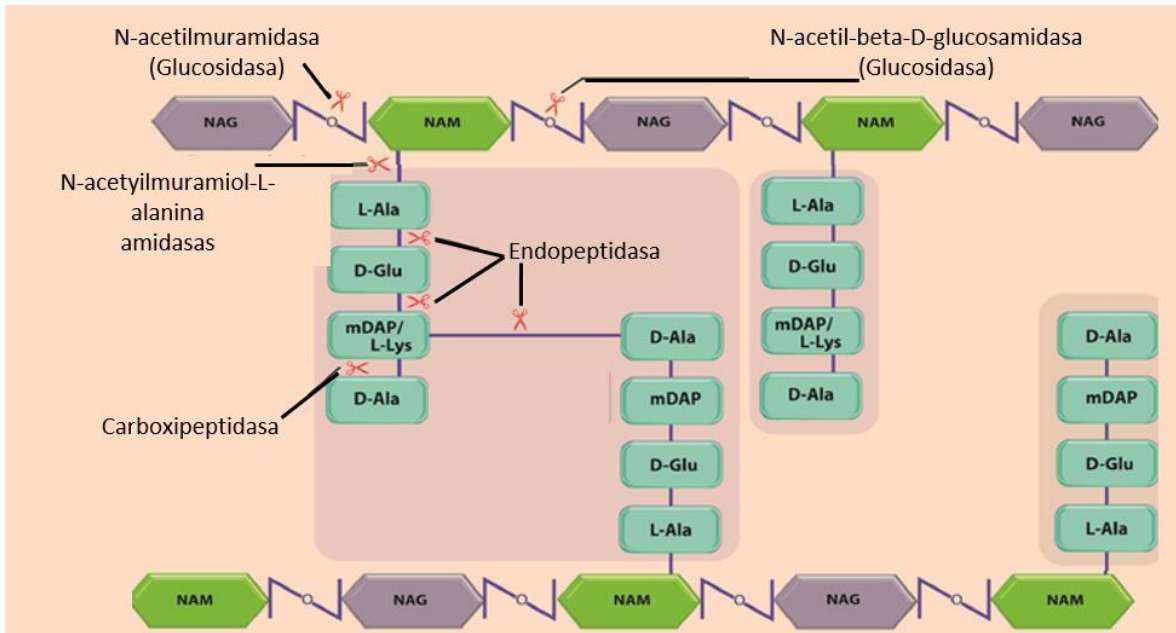 N-acetilmuramidasa
(Glucosidasa)
N-acetil-beta-D-glucosamidasa
(Glucosidasa)
NAG
NAM
NAG
NAM
NAG
N-acetyilmuramiol-L-
alanina
amidasas
L-Ala
D-Glu
mDAP/
L-Lys
D-Ala
Endopeptidasa
Carboxipeptidasa
D-Ala
mDAP
D-Glu
L-Ala
L-Ala
D-Glu
mDAP/
L-Lys
D-Ala
D-Ala
mDAP
D-Glu
L-Ala
NAM
NAG
NAM
NAG
NAM